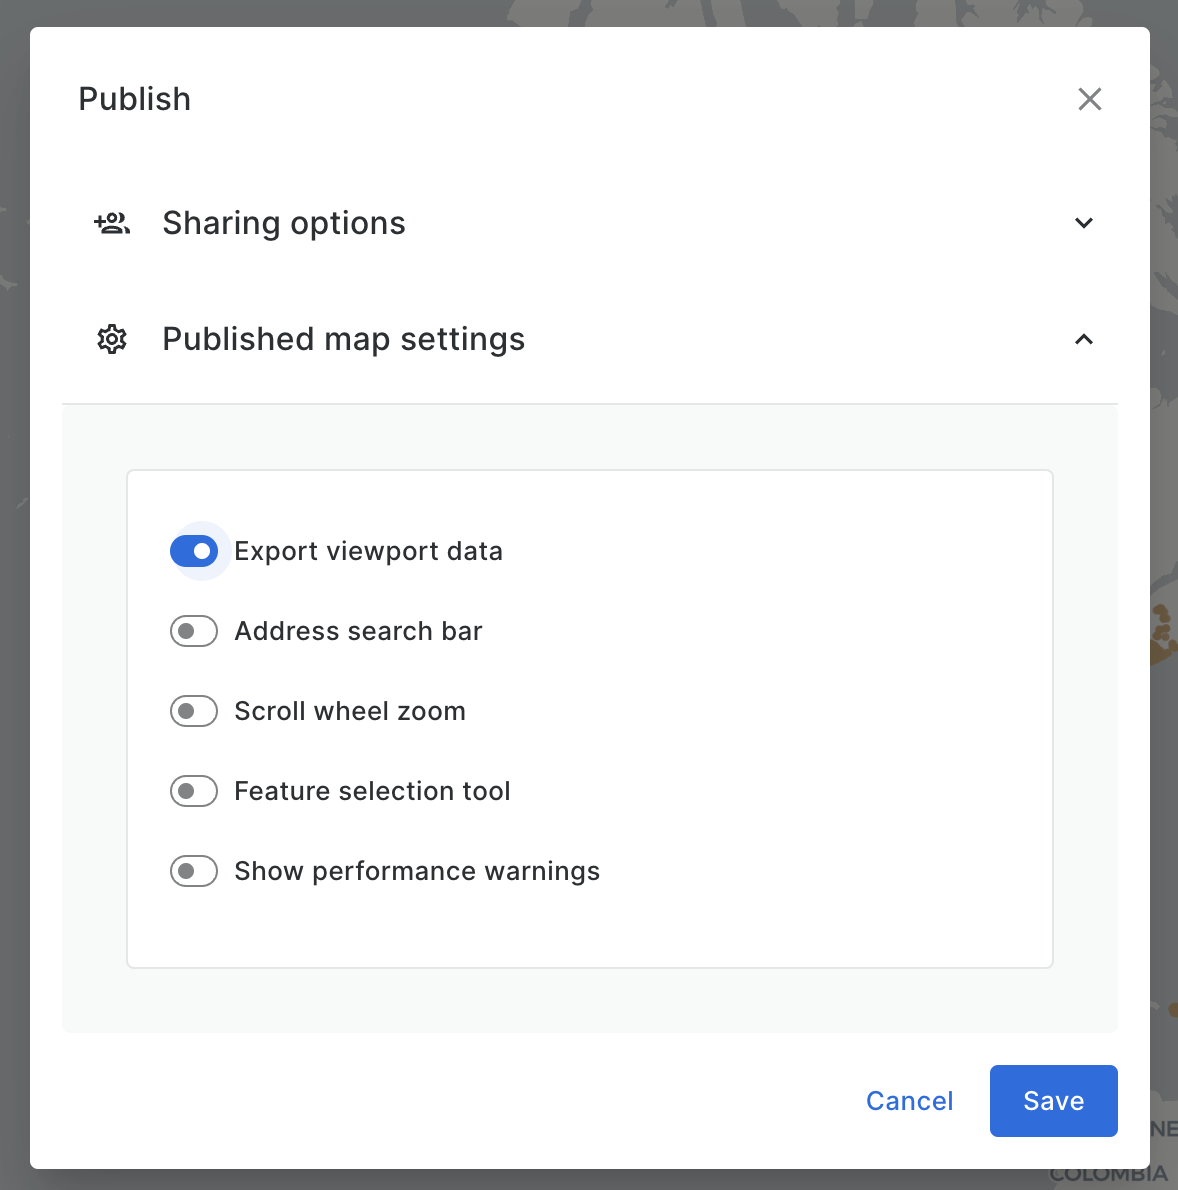 Publish
Sharing options
Published map settings
Export viewport data
Address search bar
Scroll wheel zoom
Feature selection tool
Show performance warnings
Cancel
Save
NE
COLOMBIA